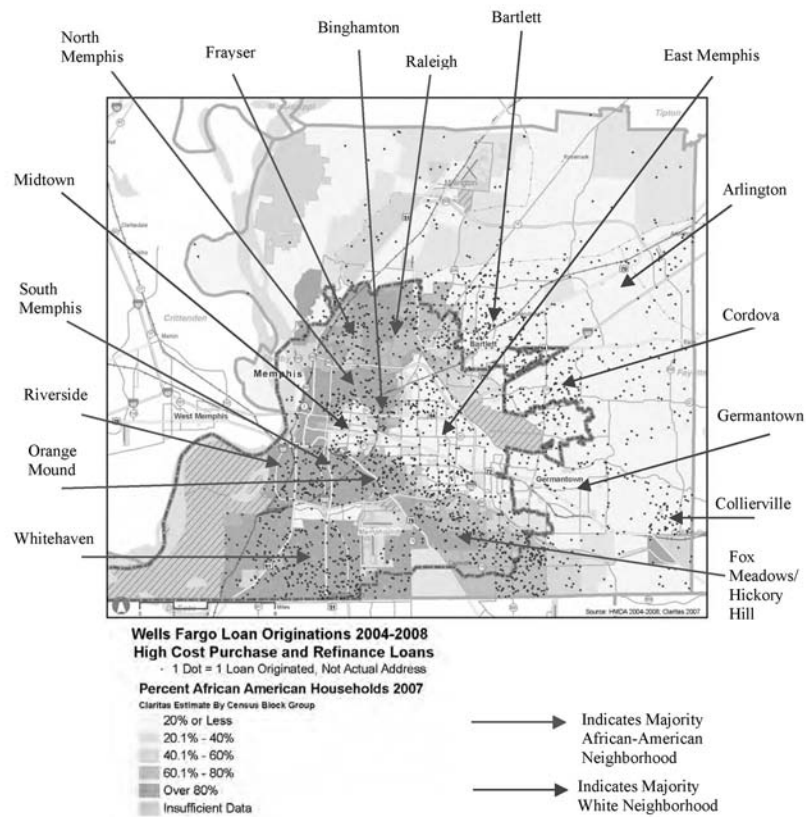 North
Memphis
Frayser
Binghamton
Raleigh
Bartlett
East Memphis
Midtown
Arlington
South
Memphis
Cordova
Riverside
Germantown
Orange
Mound
Collierville
Whitehaven
Fox
Meadows/
Hickory
Hill
Tipton
Crittenden
Memphis
West Memphis
Bartlett
Germantown
Marion
Miles
Source: HMDA 2004-2008; Claritas 2007
Wells Fargo Loan Originations 2004-2008
High Cost Purchase and Refinance Loans
· 1 Dot = 1 Loan Originated, Not Actual Address
Percent African American Households 2007
Claritas Estimate By Census Block Group
20% or Less
20.1% - 40%
40.1% - 60%
60.1% - 80%
Over 80%
Insufficient Data
Indicates Majority
African-American
Neighborhood
Indicates Majority
White Neighborhood